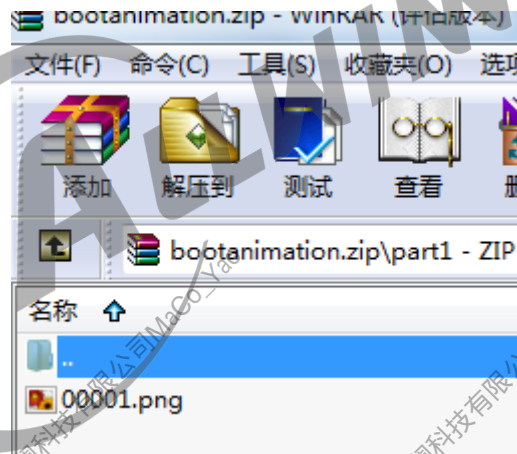 bootanimation.zip - WinRAR (评估版本)
文件(F) 命令(C) 工具(S) 收藏夹(O) 选项
添加 解压到 测试 查看
bootanimation.zip\part1 - ZIP
名称
..
00001.png